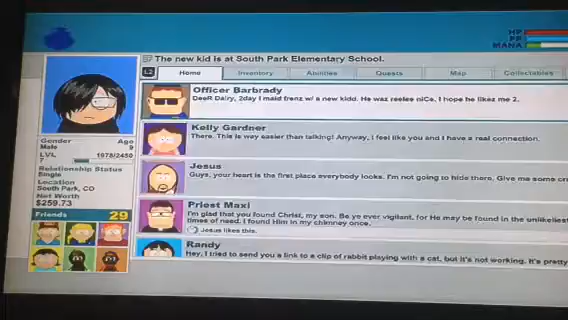 HP
PP
MANA
The new kid is at South Park Elementary School.
L2 Home Inventory Abilities Quests Map Collectables
Officer Barbrady
DeeR Dairy, 2day I maid frenz w/ a new kidd. He waz reelee niCe, I hope he likes me 2.
Kelly Gardner
There. This is way easier than talking! Anyway, I feel like you and I have a real connection.
Jesus
Guys, your heart is the first place everybody looks. I'm not going to hide there. Give me some
Priest Maxi
I'm glad that you found Christ, my son. Be ye ever vigilant, for He may be found in the unlikeliest
times of need. I found Him in my chimney once.
Jesus likes this.
Randy
Hey, I tried to send you a link to a clip of rabbit playing with a cat, but it's not working. It's pretty
Gender Age
Male 9
LVL 1978/2450
7
Relationship Status
Single
Location
South Park, CO
Net Worth
$259.73
Friends 29